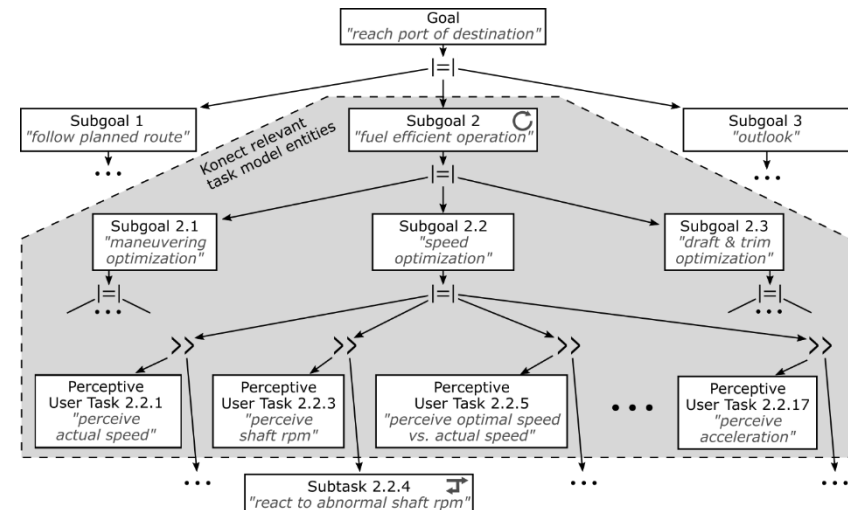 Goal
"reach port of destination"
|=|
Subgoal 1
"follow planned route"
...
Subgoal 2
"fuel efficient operation"
Subgoal 3
"outlook"
...
Konect relevant
task model entities
|=|
Subgoal 2.1
"maneuvering
optimization"
|=|
...
Subgoal 2.2
"speed
optimization"
|=|
Subgoal 2.3
"draft & trim
optimization"
|=|
...
>>
>>
>>
>>
Perceptive
User Task 2.2.1
"perceive
actual speed"
Perceptive
User Task 2.2.3
"perceive
shaft rpm"
Perceptive
User Task 2.2.5
"perceive optimal speed
vs. actual speed"
...
Perceptive
User Task 2.2.17
"perceive
acceleration"
...
Subtask 2.2.4
"react to abnormal shaft rpm"
...
...